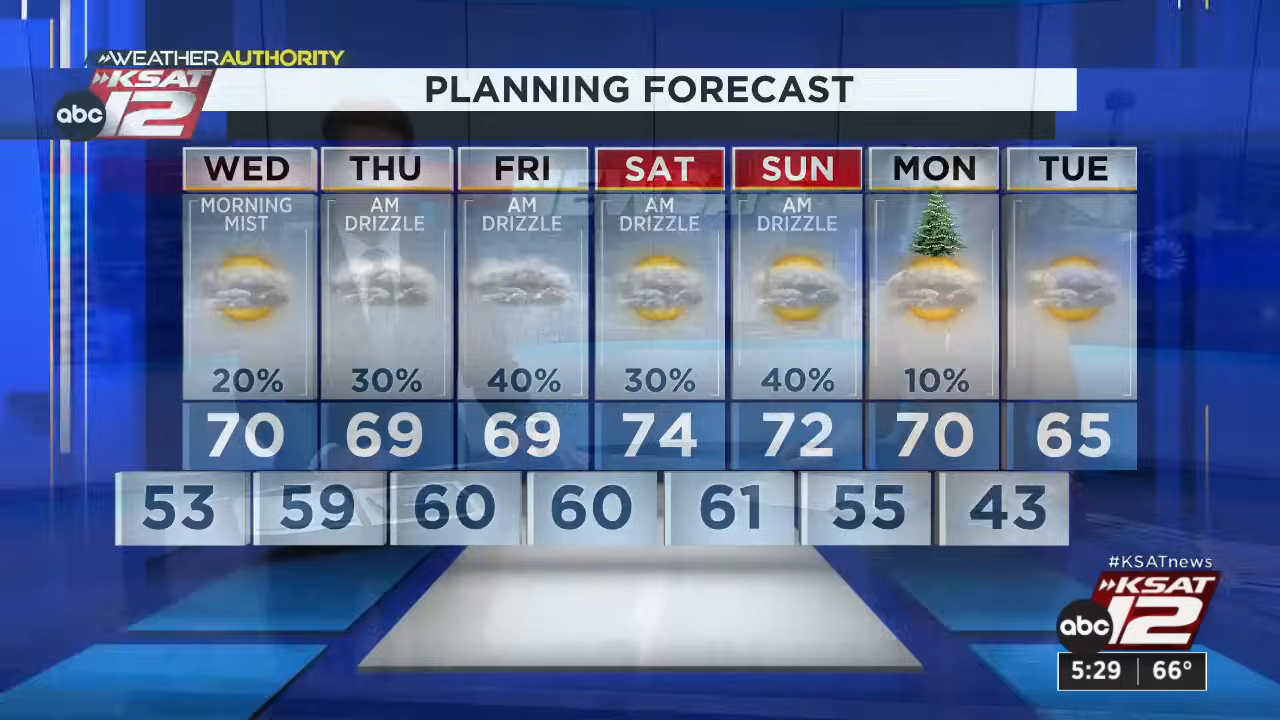 WEATHERAUTHORITY
KSAT
abc 12
PLANNING FORECAST
WED THU FRI SAT SUN MON TUE
MORNING MIST AM DRIZZLE AM DRIZZLE AM DRIZZLE AM DRIZZLE
20% 30% 40% 30% 40% 10%
70 69 69 74 72 70 65
53 59 60 60 61 55 43
#KSATnews
KSAT
abc 12
5:29 66°